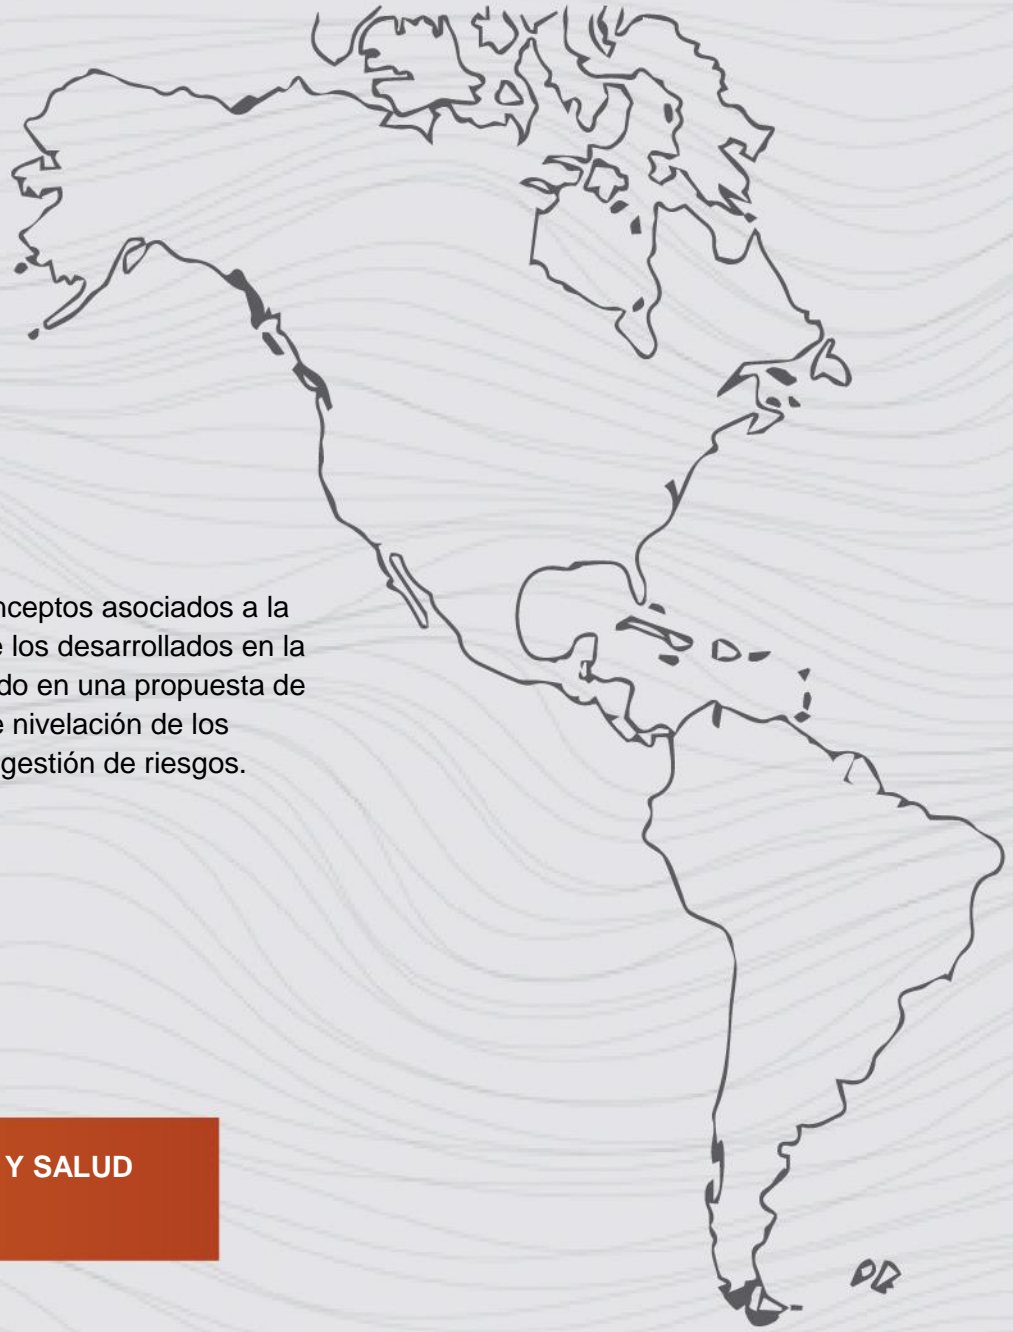 nceptos asociados a la
e los desarrollados en la
do en una propuesta de
e nivelación de los
gestión de riesgos.
Y SALUD